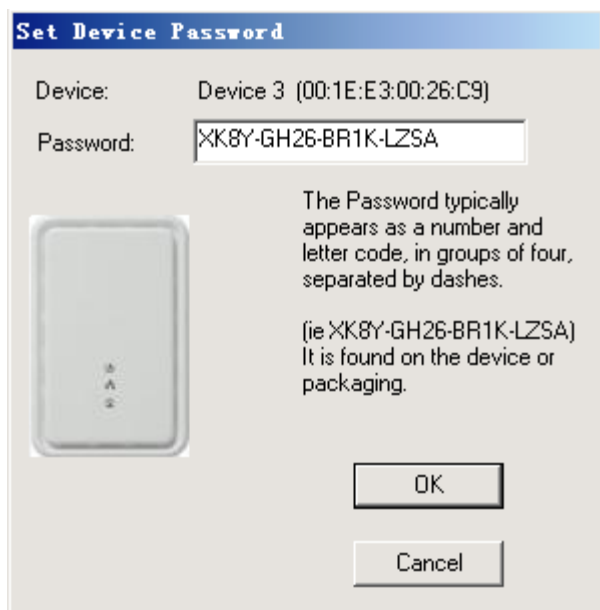 Set Device Password
Device: Device 3 (00:1E:E3:00:26:C9)
Password: XK8Y-GH26-BR1K-LZSA
The Password typically
appears as a number and
letter code, in groups of four,
separated by dashes.
(ie XK8Y-GH26-BR1K-LZSA)
It is found on the device or
packaging.
OK
Cancel